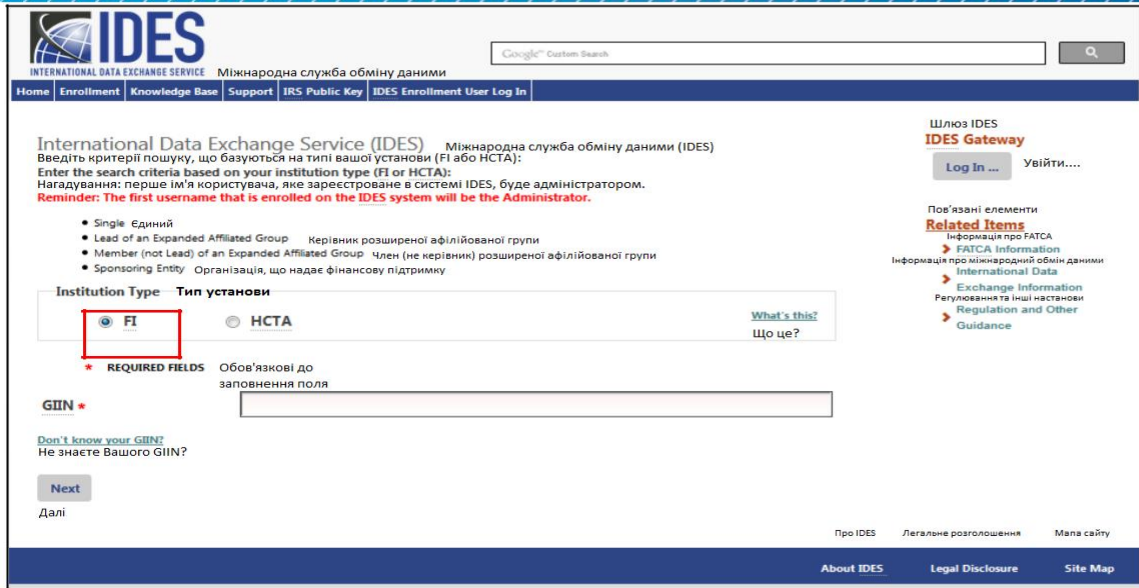 IDES
INTERNATIONAL DATA EXCHANGE SERVICE Міжнародна служба обміну даними
Google™ Custom Search
Home Enrollment Knowledge Base Support IRS Public Key IDES Enrollment User Log In
International Data Exchange Service (IDES) Міжнародна служба обміну даними (IDES)
Введіть критерії пошуку, що базуються на типі вашої установи (FI або HCTA):
Enter the search criteria based on your institution type (FI or HCTA):
Нагадування: перше ім'я користувача, яке зареєстроване в системі IDES, буде адміністратором.
Reminder: The first username that is enrolled on the IDES system will be the Administrator.
• Single Єдиний
• Lead of an Expanded Affiliated Group Керівник розширеної афілійованої групи
• Member (not Lead) of an Expanded Affiliated Group Член (не керівник) розширеної афілійованої групи
• Sponsoring Entity Організація, що надає фінансову підтримку
Institution Type Тип установи
FI HCTA What's this?
Що це?
* REQUIRED FIELDS Обов'язкові до
заповнення поля
GIIN *
Don't know your GIIN?
Не знаєте Вашого GIIN?
Next
Далі
Шлюз IDES
IDES Gateway
Log In ... Увійти....
Пов'язані елементи
Related Items
Інформація про FATCA
FATCA Information
Інформація про міжнародний обмін даними
International Data
Exchange Information
Регулювання та інші настанови
Regulation and Other
Guidance
Про IDES Легальне розголошення Мапа сайту
About IDES Legal Disclosure Site Map